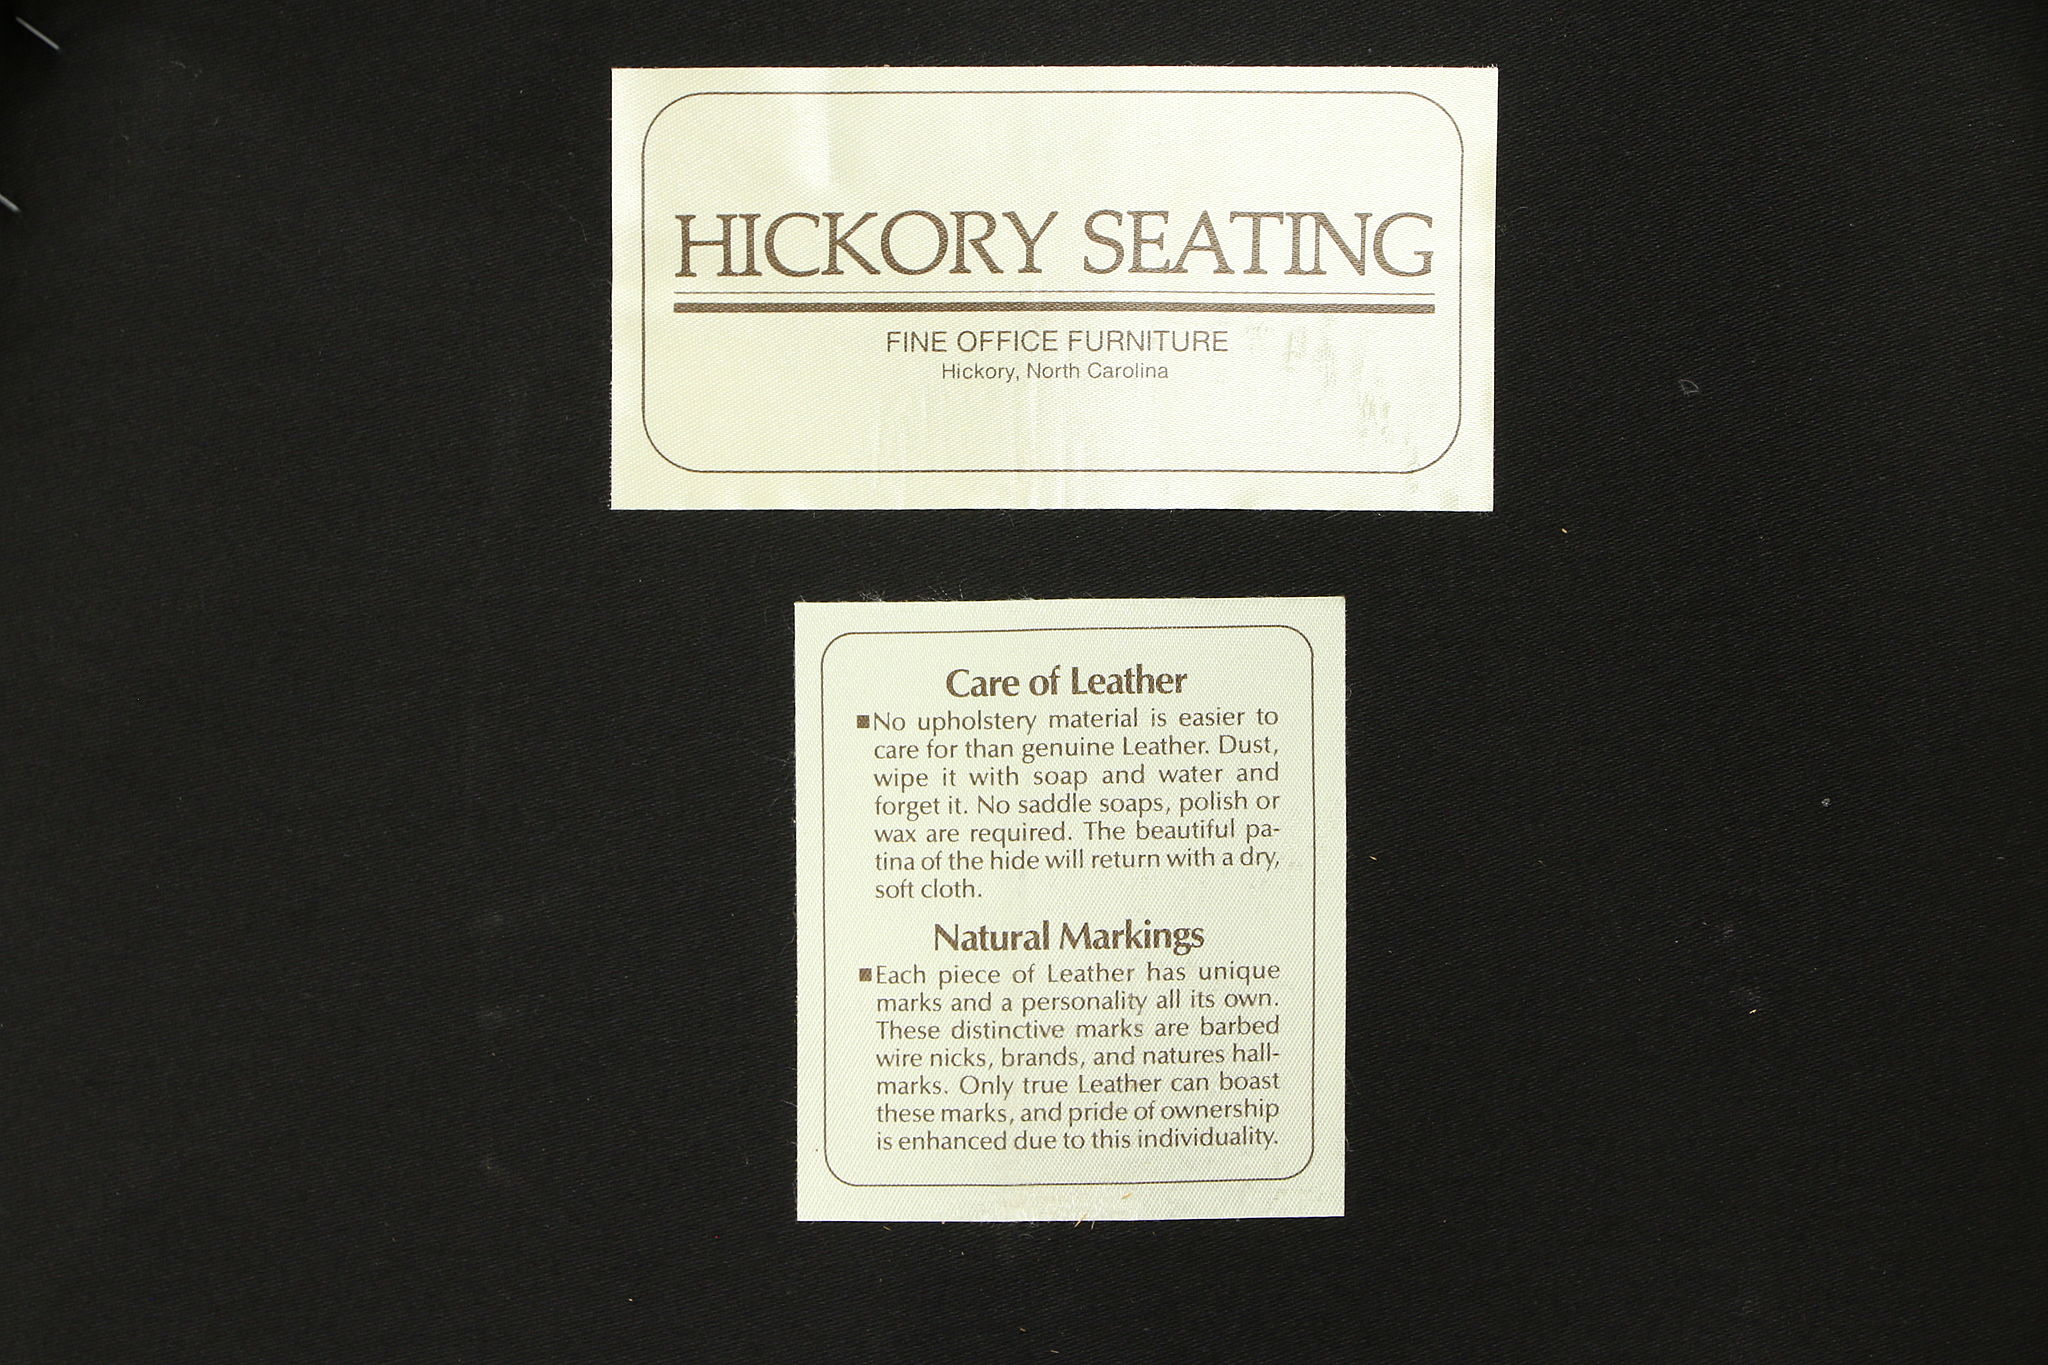 HICKORY SEATING
FINE OFFICE FURNITURE
Hickory, North Carolina
Care of Leather
■No upholstery material is easier to
care for than genuine Leather. Dust,
wipe it with soap and water and
forget it. No saddle soaps, polish or
wax are required. The beautiful pa-
tina of the hide will return with a dry,
soft cloth.
Natural Markings
■Each piece of Leather has unique
marks and a personality all its own.
These distinctive marks are barbed
wire nicks, brands, and natures hall-
marks. Only true Leather can boast
these marks, and pride of ownership
is enhanced due to this individuality.